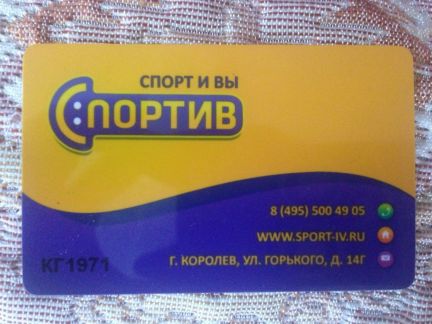 СПОРТ И ВЫ
СПОРТИВ
8 (495) 500 49 05
WWW.SPORT-IV.RU
Г. КОРОЛЕВ, УЛ. ГОРЬКОГО, Д. 14Г
КГ1971